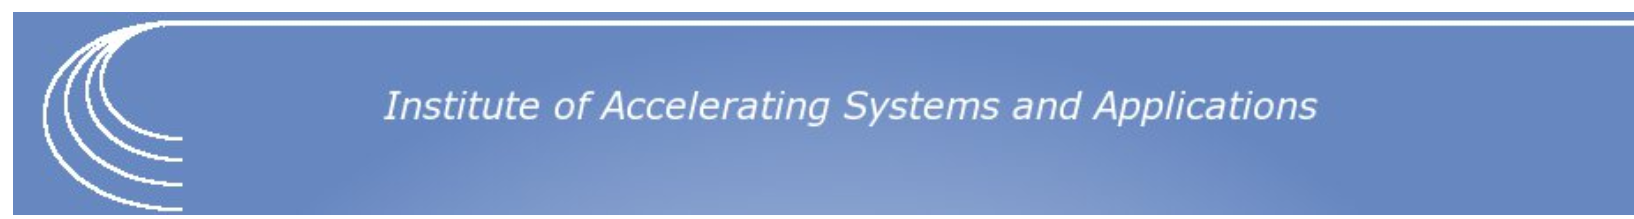 Institute of Accelerating Systems and Applications